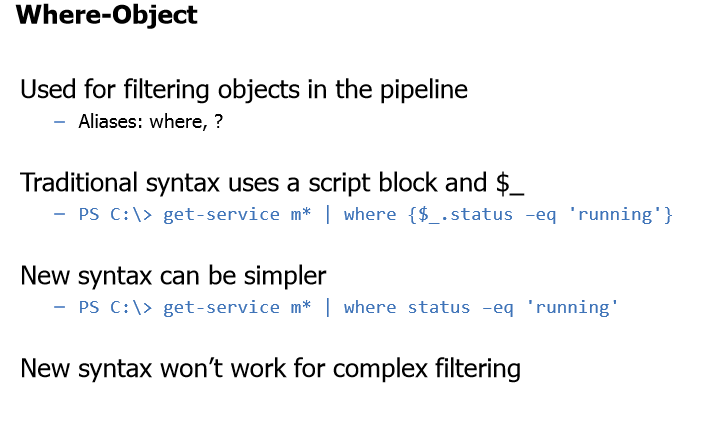 Where-Object
Used for filtering objects in the pipeline
– Aliases: where, ?
Traditional syntax uses a script block and $_
– PS C:\> get-service m* | where {$_.status –eq 'running'}
New syntax can be simpler
– PS C:\> get-service m* | where status –eq 'running'
New syntax won’t work for complex filtering